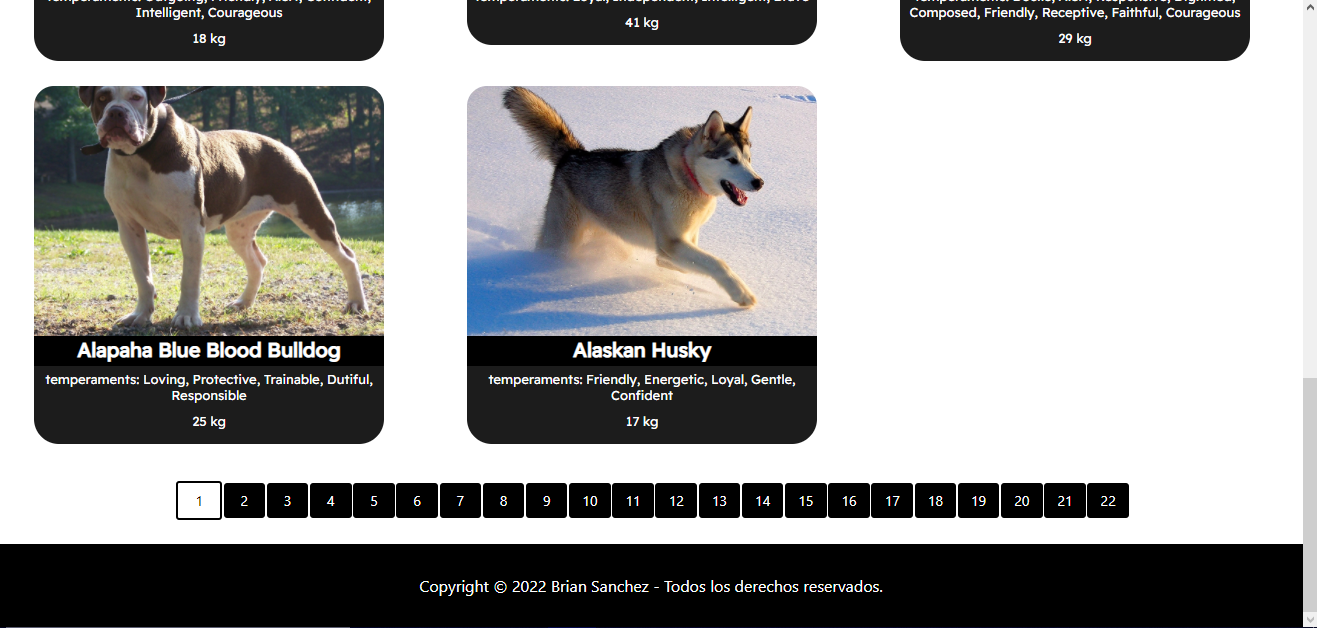 Intelligent, Courageous
18 kg
41 kg
Composed, Friendly, Receptive, Faithful, Courageous
29 kg
Alapaha Blue Blood Bulldog
temperaments: Loving, Protective, Trainable, Dutiful,
Responsible
25 kg
Alaskan Husky
temperaments: Friendly, Energetic, Loyal, Gentle,
Confident
17 kg
1 2 3 4 5 6 7 8 9 10 11 12 13 14 15 16 17 18 19 20 21 22
Copyright © 2022 Brian Sanchez - Todos los derechos reservados.